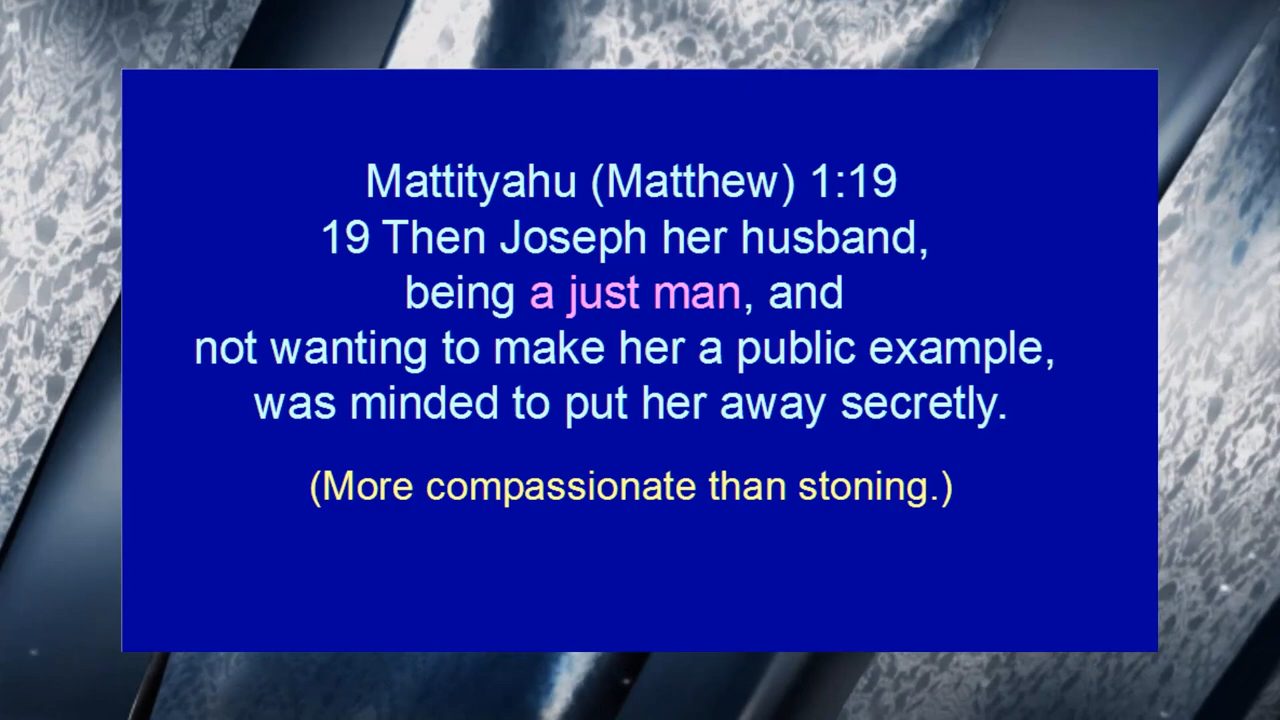 Mattityahu (Matthew) 1:19
19 Then Joseph her husband,
being a just man, and
not wanting to make her a public example,
was minded to put her away secretly.
(More compassionate than stoning.)